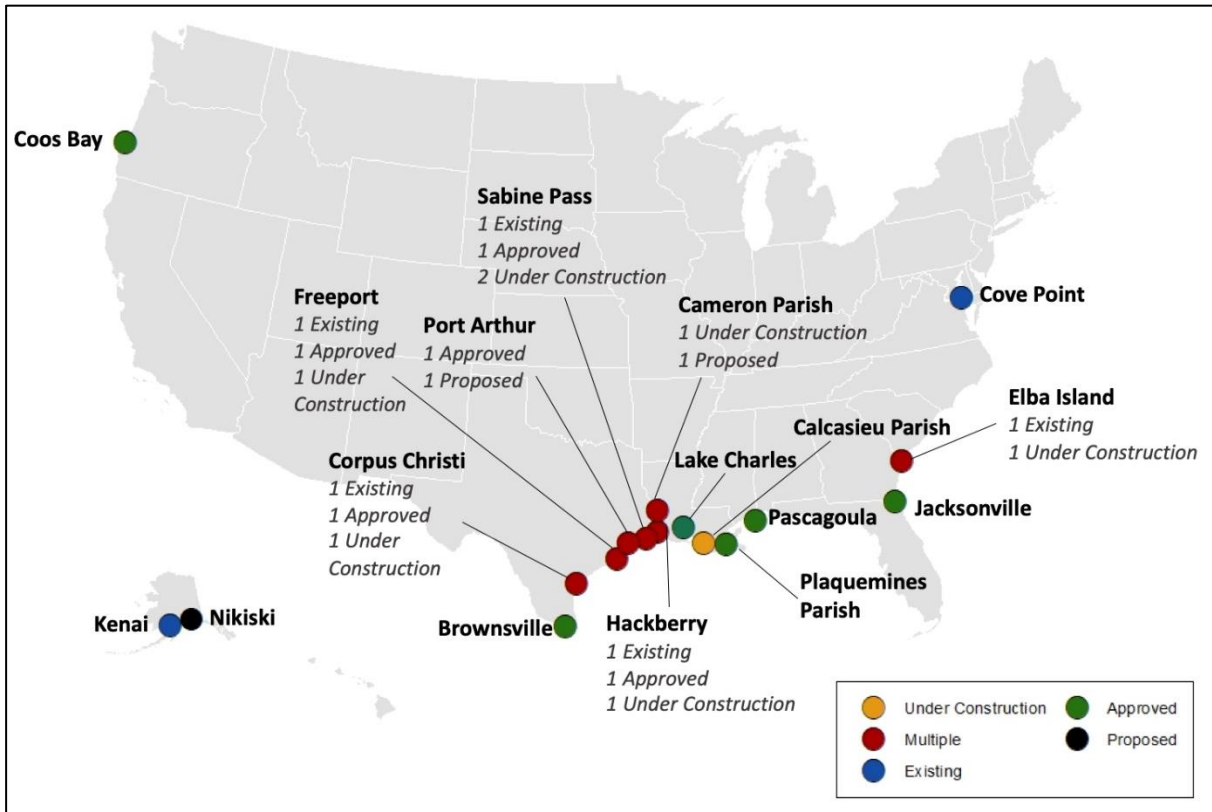 Coos Bay
Sabine Pass
1 Existing
1 Approved
2 Under Construction
Freeport
1 Existing
1 Approved
1 Under
Construction
Port Arthur
1 Approved
1 Proposed
Cameron Parish
1 Under Construction
1 Proposed
Cove Point
Elba Island
1 Existing
1 Under Construction
Calcasieu Parish
Lake Charles
Corpus Christi
1 Existing
1 Approved
1 Under
Construction
Pascagoula
Jacksonville
Plaquemines
Parish
Kenai
Nikiski
Brownsville
Hackberry
1 Existing
1 Approved
1 Under Construction
Under Construction
Approved
Multiple
Proposed
Existing